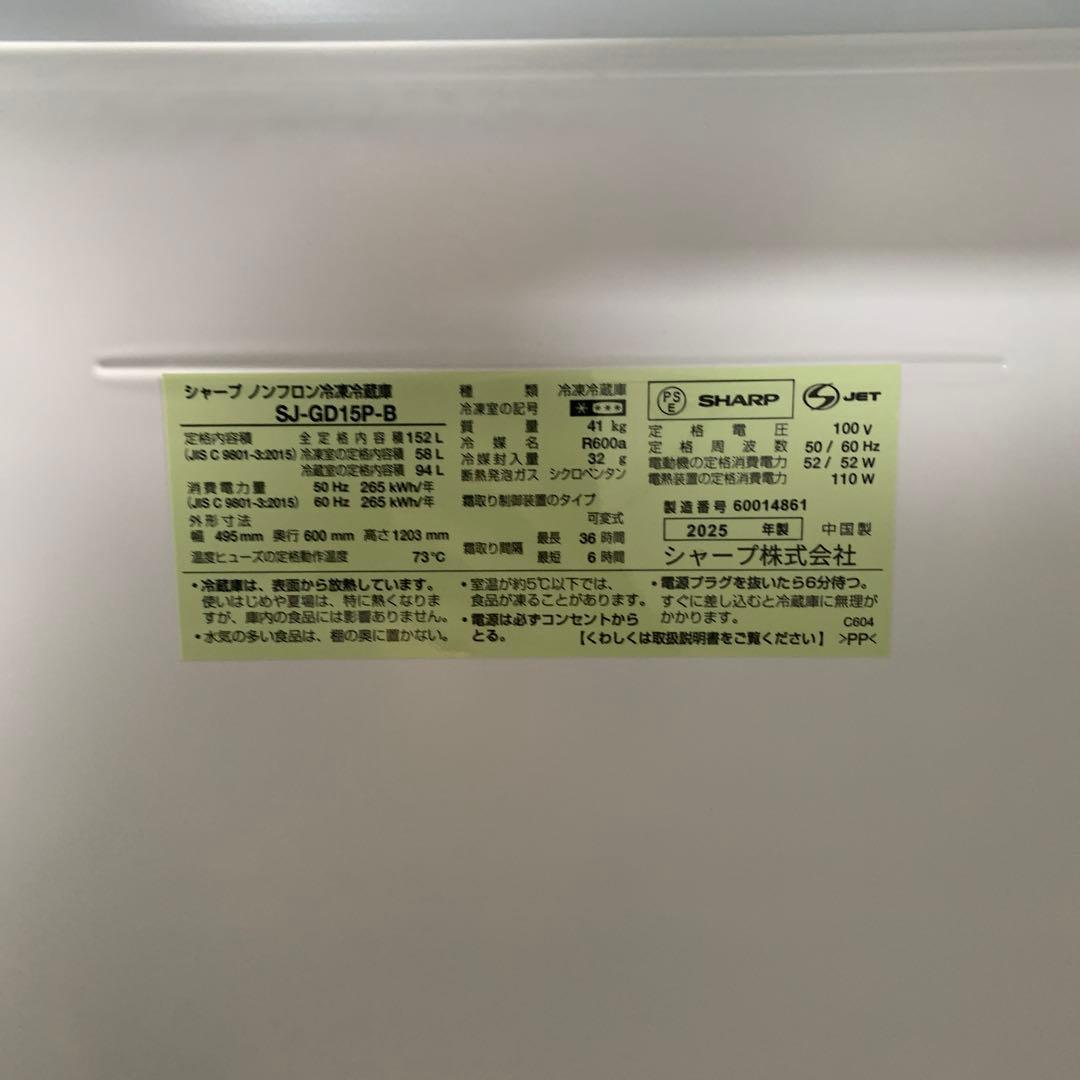 シャープ ノンフロン冷凍冷蔵庫
SJ-GD15P-B
定格内容積 全定格内容積 152 L
(JIS C 9801-3:2015) 冷凍室の定格内容積 58 L
冷蔵室の定格内容積 94 L
消費電力量 50 Hz 265 kWh/年
(JIS C 9801-3:2015) 60 Hz 265 kWh/年
外形寸法
幅 495 mm 奥行 600 mm 高さ 1203 mm
温度ヒューズの定格動作温度 73℃
種類 冷凍冷蔵庫
冷凍室の記号
質量 41 kg
冷媒名 R600a
冷媒封入量 32 g
断熱発泡ガス シクロペンタン
霜取り制御装置のタイプ
可変式
霜取り間隔 最長 36 時間
最短 6 時間
PS
E
SHARP
JET
定格電圧 100 V
定格周波数 50 / 60 Hz
電動機の定格消費電力 52 / 52 W
電熱装置の定格消費電力 110 W
製造番号 60014861
2025 年製 中国製
シャープ株式会社
・冷蔵庫は、表面から放熱しています。
使いはじめや夏場は、特に熱くなりま
すが、庫内の食品には影響ありません。
・水気の多い食品は、棚の奥に置かない。
・室温が約5℃以下では、
食品が凍ることがあります。
・電源は必ずコンセントから
とる。
・電源プラグを抜いたら6分待つ。
すぐに差し込むと冷蔵庫に無理が
かかります。
C604
【くわしくは取扱説明書をご覧ください】 >PP<